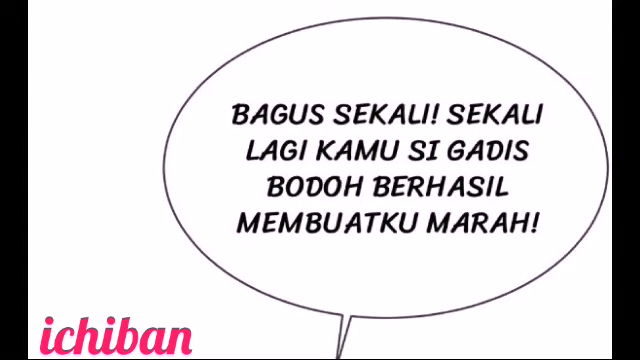 BAGUS SEKALI! SEKALI
LAGI KAMU SI GADIS
BODOH BERHASIL
MEMBUATKU MARAH!
ichiban